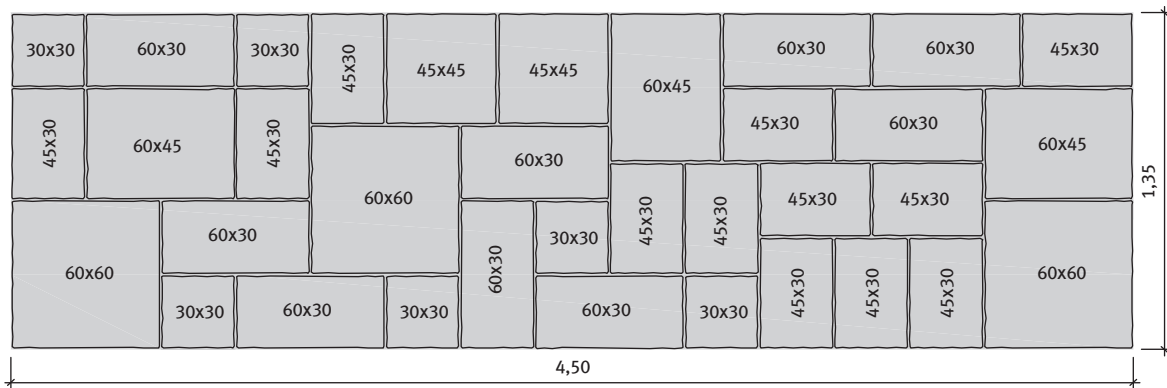 30x30 60x30 30x30 45x30 45x45 45x45 60x45 60x30 60x30 45x30
45x30 60x45 45x30 45x30 60x30 60x45
60x60 60x30
1,35
60x60 60x30 30x30 45x30 45x30 45x30 45x30
30x30 60x30 30x30 60x30 60x30 30x30 45x30 45x30 45x30 60x60
4,50